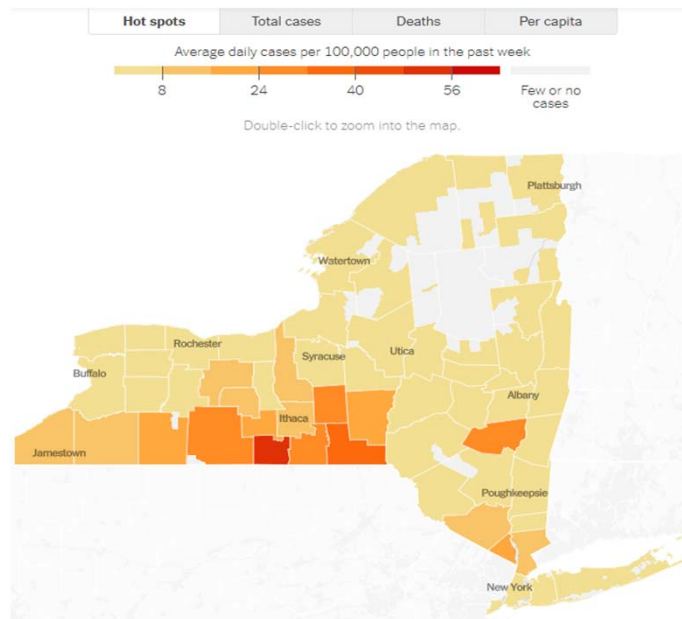 Hot spots Total cases Deaths Per capita
Average daily cases per 100,000 people in the past week
8 24 40 56 Few or no
cases
Double-click to zoom into the map.
Plattsburgh
Watertown
Rochester
Utica
Syracuse
Buffalo
Albany
Ithaca
Jamestown
Poughkeepsie
New York